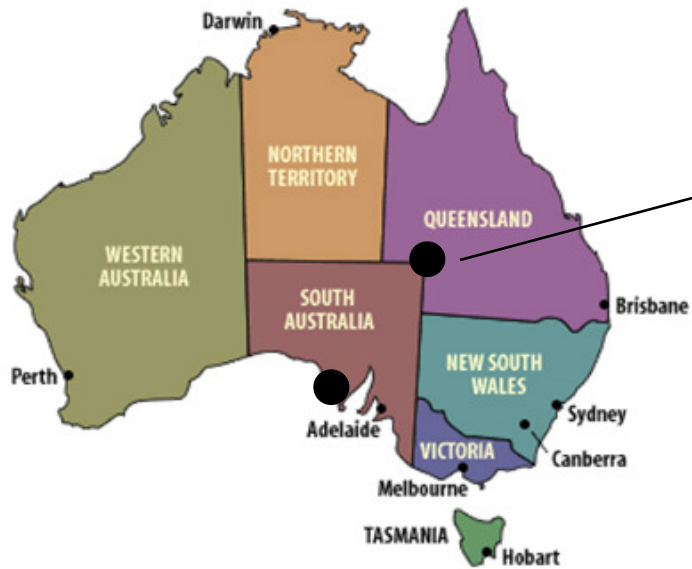 Darwin
NORTHERN
TERRITORY
QUEENSLAND
WESTERN
AUSTRALIA
SOUTH
AUSTRALIA
Brisbane
NEW SOUTH
WALES
Perth
Sydney
Adelaide
VICTORIA
Canberra
Melbourne
TASMANIA
Hobart